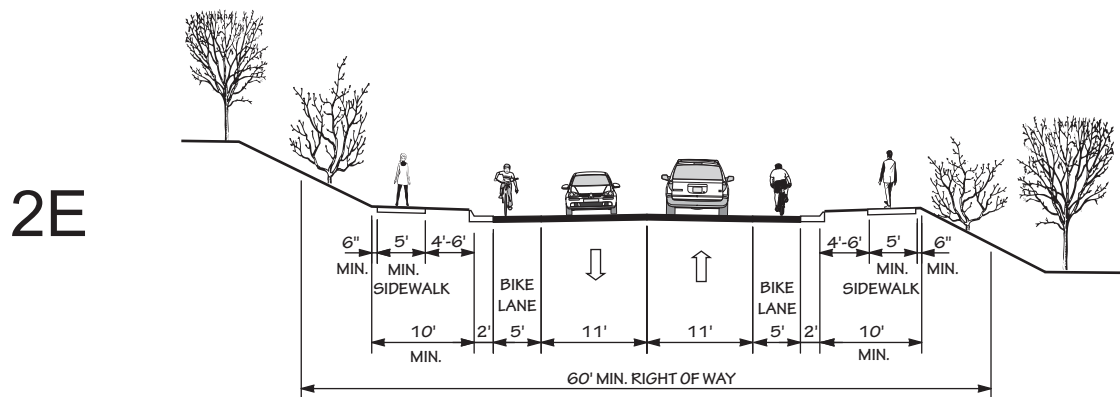 2E
6" 5' 4'-6' 4'-6' 5' 6"
MIN. MIN. MIN. MIN.
SIDEWALK SIDEWALK
BIKE BIKE
LANE LANE
10' 2' 5' 11' 11' 5' 2' 10'
MIN. MIN.
60' MIN. RIGHT OF WAY